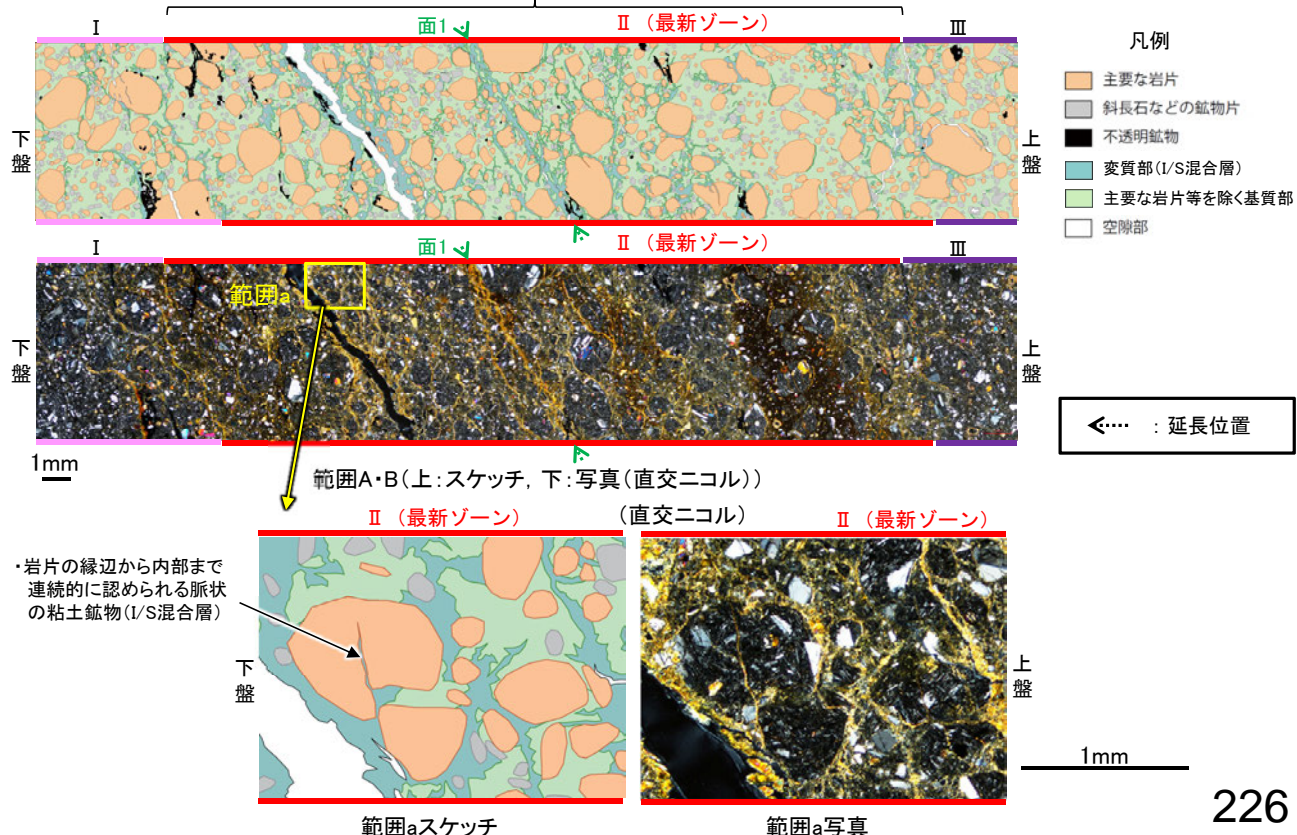 Ⅰ
面1
Ⅱ (最新ゾーン)
Ⅲ
下盤
上盤
凡例
主要な岩片
斜長石などの鉱物片
不透明鉱物
変質部(I/S混合層)
主要な岩片等を除く基質部
空隙部
Ⅰ
面1
Ⅱ (最新ゾーン)
Ⅲ
範囲a
下盤
上盤
：延長位置
1mm
範囲A・B(上：スケッチ, 下：写真(直交ニコル))
Ⅱ (最新ゾーン)
(直交ニコル)
Ⅱ (最新ゾーン)
・岩片の縁辺から内部まで
連続的に認められる脈状
の粘土鉱物(I/S混合層)
下盤
上盤
1mm
範囲aスケッチ
範囲a写真
226